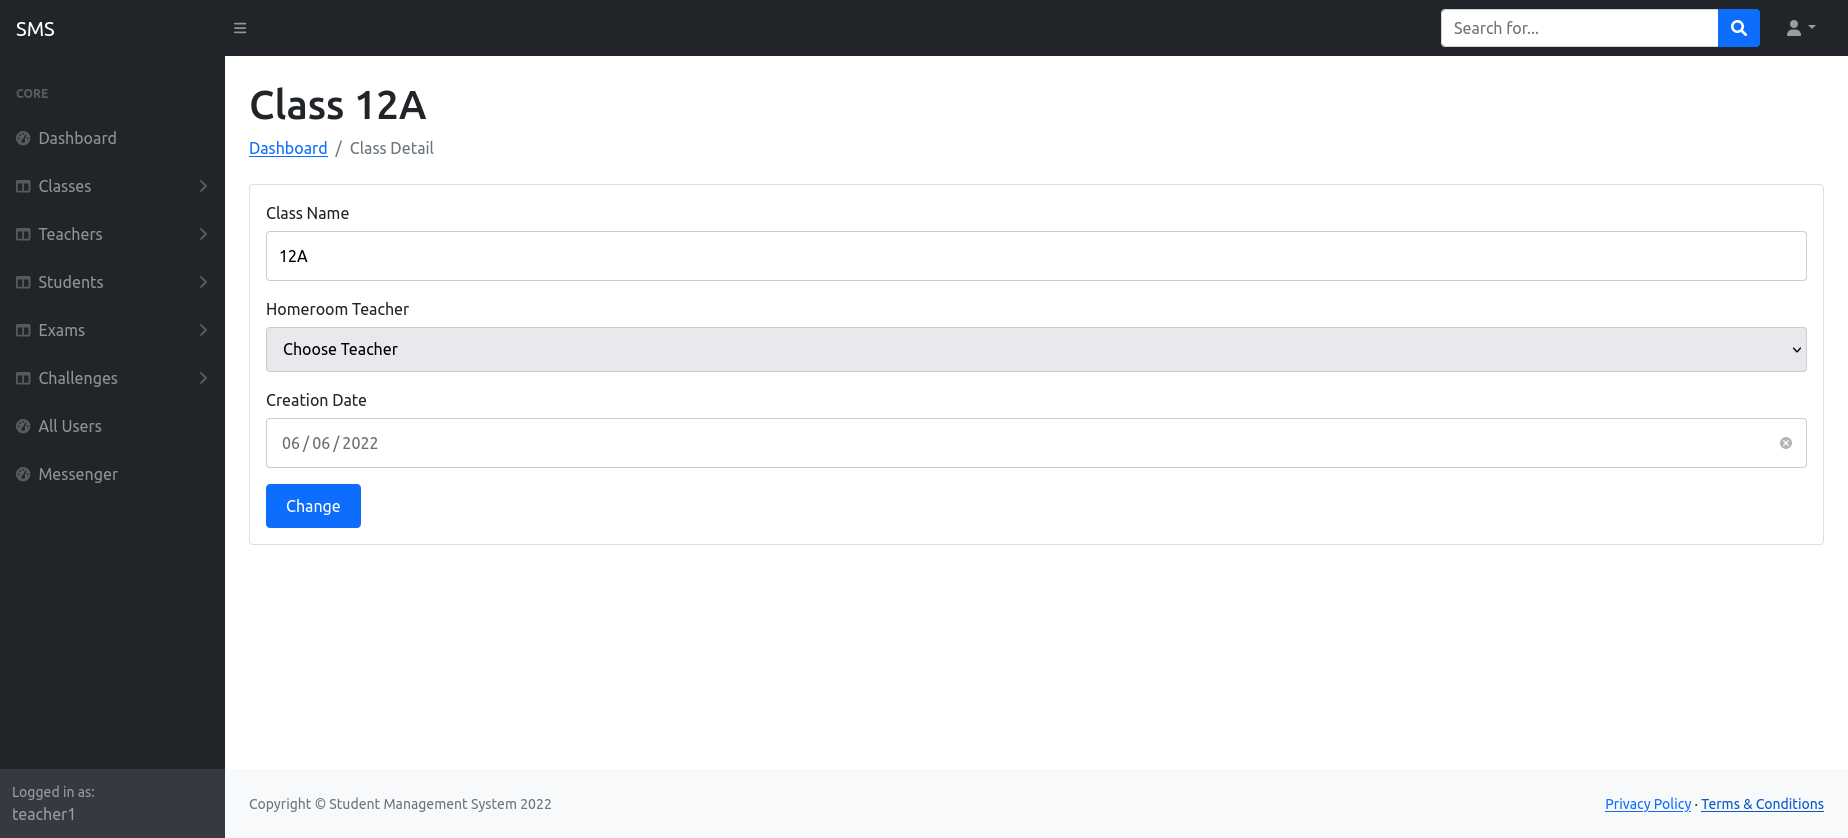 SMS
Search for...
CORE
Dashboard
Classes
Teachers
Students
Exams
Challenges
All Users
Messenger
Logged in as:
teacher1
Class 12A
Dashboard / Class Detail
Class Name
12A
Homeroom Teacher
Choose Teacher
Creation Date
06 / 06 / 2022
Change
Copyright © Student Management System 2022
Privacy Policy · Terms & Conditions